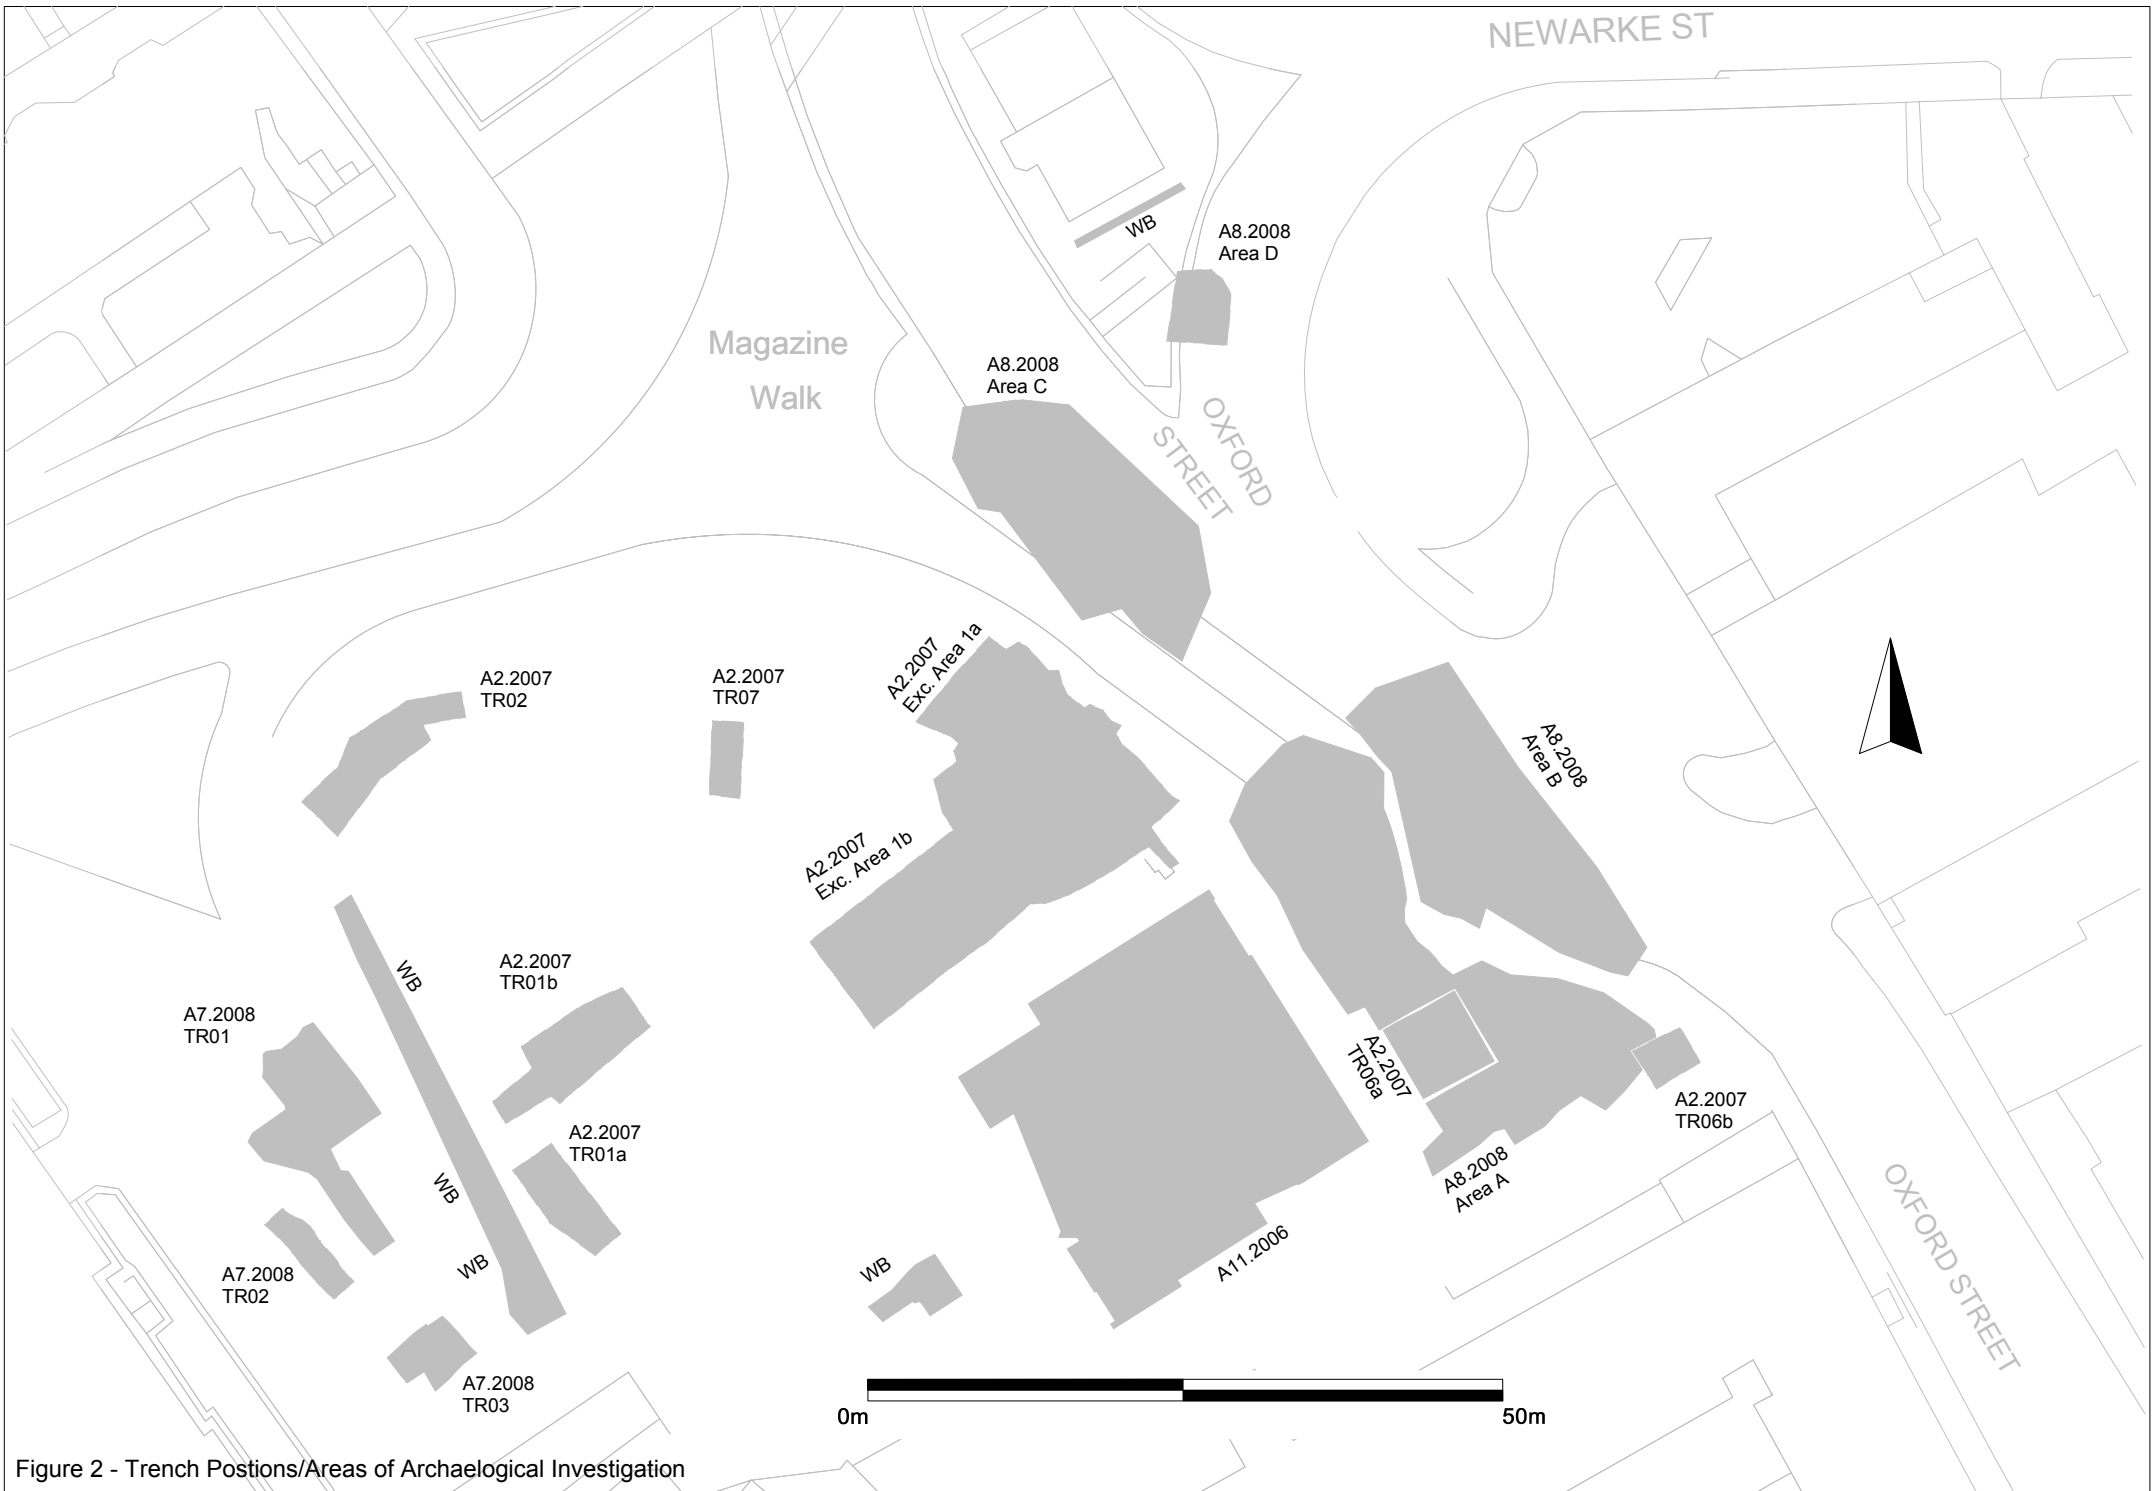 NEWARKE ST
WB
A8.2008
Area D
Magazine
Walk
A8.2008
Area C
OXFORD
STREET
A2.2007
Exc. Area 1a
A2.2007
TR02
A2.2007
TR07
A8.2008
Area B
A2.2007
Exc. Area 1b
WB
A2.2007
TR01b
A7.2008
TR01
A2.2007
TR06a
A2.2007
TR06b
A2.2007
TR01a
WB
A8.2008
Area A
OXFORD STREET
WB
WB
A11.2006
A7.2008
TR02
A7.2008
TR03
0m
50m
Figure 2 - Trench Postions/Areas of Archaelogical Investigation